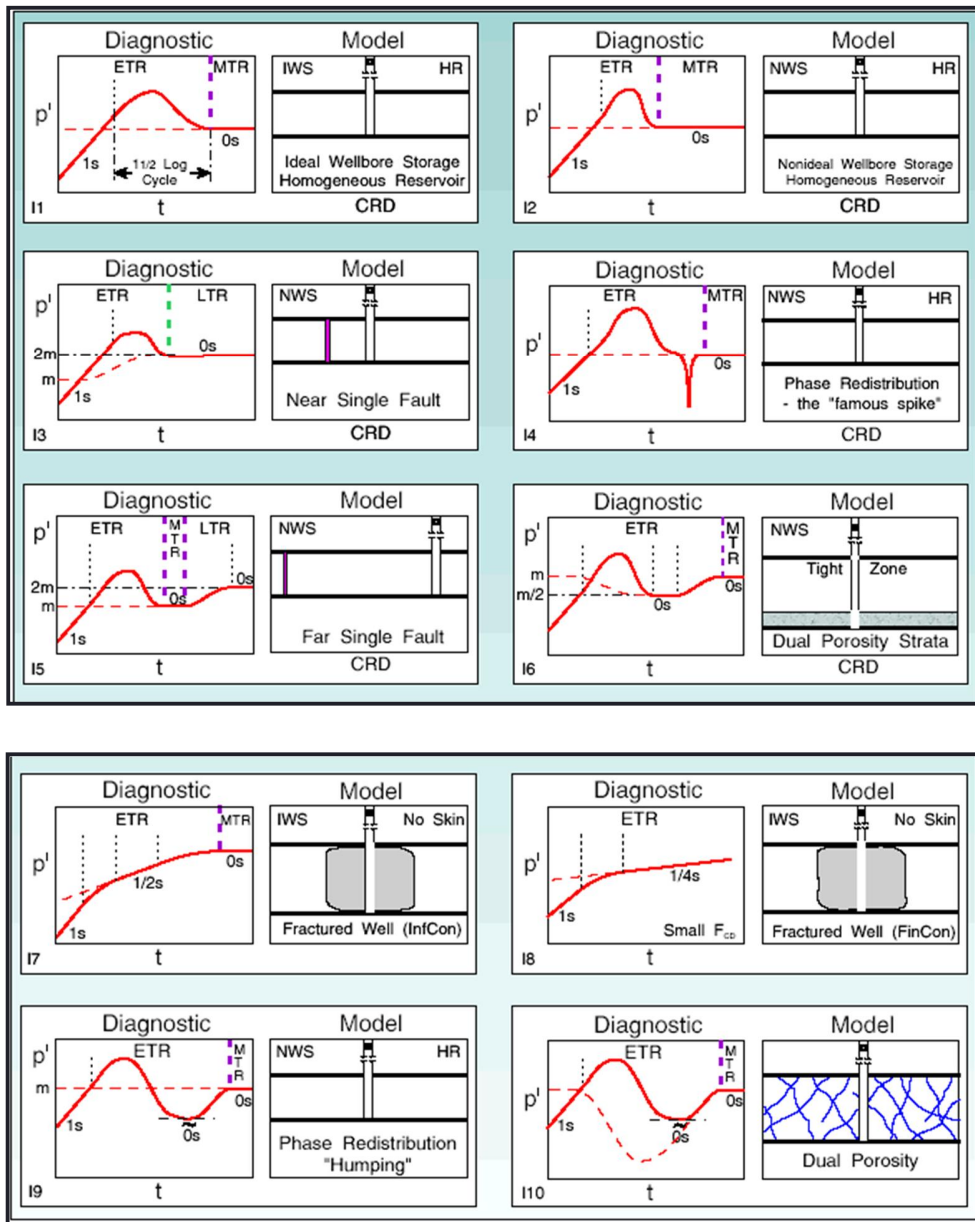 Diagnostic
Model
ETR
MTR
p'
1s
0s
1 1/2 Log
Cycle
t
I1
IWS
HR
Ideal Wellbore Storage
Homogeneous Reservoir
CRD
Diagnostic
Model
ETR
MTR
p'
1s
0s
t
I2
NWS
HR
Nonideal Wellbore Storage
Homogeneous Reservoir
CRD
Diagnostic
Model
p'
ETR
LTR
2m
m
0s
1s
t
I3
NWS
Near Single Fault
CRD
Diagnostic
Model
ETR
MTR
p'
1s
0s
t
I4
NWS
HR
Phase Redistribution
- the "famous spike"
CRD
Diagnostic
Model
p'
ETR
MTR
LTR
2m
m
0s
0s
1s
t
I5
NWS
Far Single Fault
CRD
Diagnostic
Model
p'
ETR
MTR
m
m/2
0s
0s
1s
t
I6
NWS
Tight Zone
Dual Porosity Strata
CRD
Diagnostic
Model
ETR
MTR
p'
0s
1/2s
1s
t
I7
IWS
No Skin
Fractured Well (InfCon)
Diagnostic
Model
ETR
p'
1/4s
1s
Small FCD
t
I8
IWS
No Skin
Fractured Well (FinCon)
Diagnostic
Model
p'
ETR
MTR
m
1s
0s
~
0s
t
I9
NWS
HR
Phase Redistribution
"Humping"
Diagnostic
Model
ETR
MTR
p'
1s
0s
~
0s
t
I10
Dual Porosity